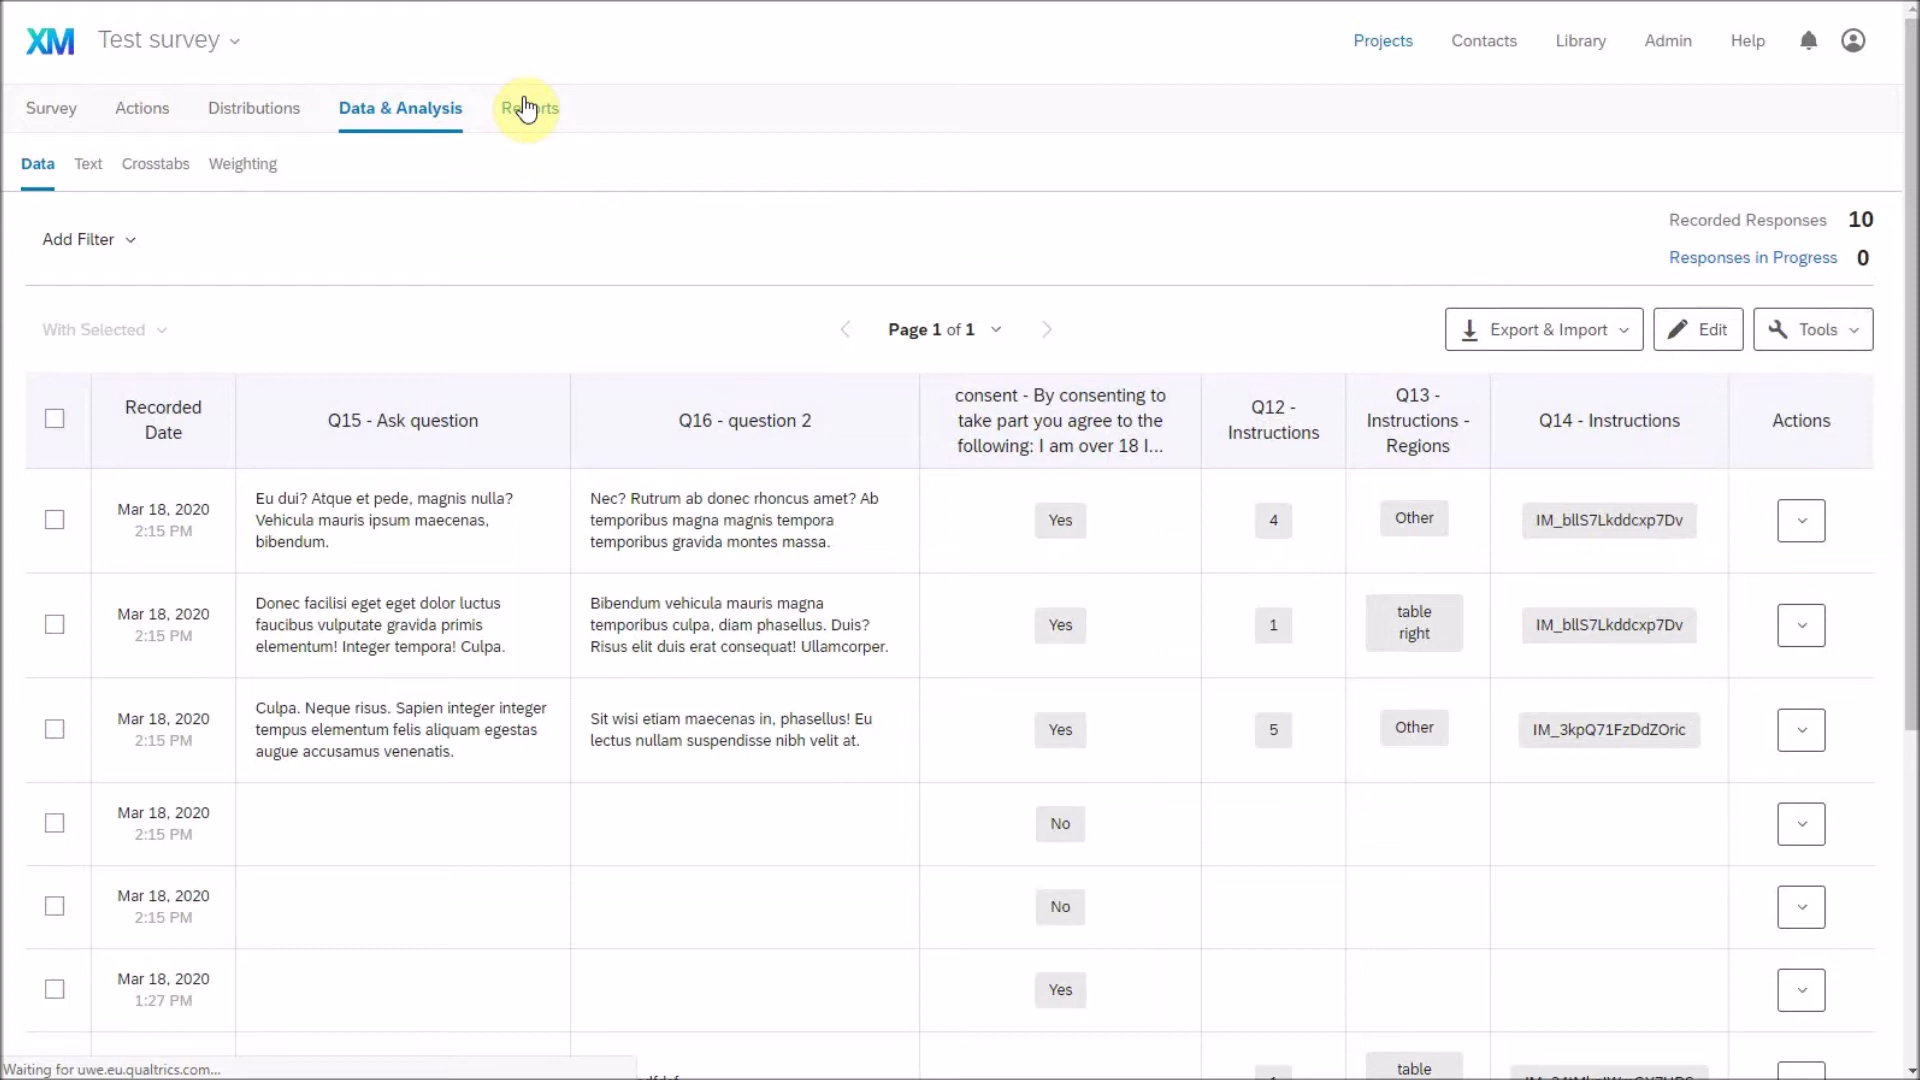 XM Test survey
Projects Contacts Library Admin Help
Survey Actions Distributions Data & Analysis Reports
Data Text Crosstabs Weighting
Add Filter
Recorded Responses 10
Responses in Progress 0
With Selected
Page 1 of 1
Export & Import Edit Tools
Recorded
Date
Q15 - Ask question
Q16 - question 2
consent - By consenting to
take part you agree to the
following: I am over 18 I...
Q12 -
Instructions
Q13 -
Instructions -
Regions
Q14 - Instructions
Actions
Mar 18, 2020
2:15 PM
Eu dui? Atque et pede, magnis nulla?
Vehicula mauris ipsum maecenas,
bibendum.
Nec? Rutrum ab donec rhoncus amet? Ab
temporibus magna magnis tempora
temporibus gravida montes massa.
Yes
4
Other
IM_bllS7Lkddcxp7Dv
Mar 18, 2020
2:15 PM
Donec facilisi eget eget dolor luctus
faucibus vulputate gravida primis
elementum! Integer tempora! Culpa.
Bibendum vehicula mauris magna
temporibus culpa, diam phasellus. Duis?
Risus elit duis erat consequat! Ullamcorper.
Yes
1
table
right
IM_bllS7Lkddcxp7Dv
Mar 18, 2020
2:15 PM
Culpa. Neque risus. Sapien integer integer
tempus elementum felis aliquam egestas
augue accusamus venenatis.
Sit wisi etiam maecenas in, phasellus! Eu
lectus nullam suspendisse nibh velit at.
Yes
5
Other
IM_3kpQ71FzDdZOric
Mar 18, 2020
2:15 PM
No
Mar 18, 2020
2:15 PM
No
Mar 18, 2020
1:27 PM
Yes
table
Waiting for uwe.eu.qualtrics.com...